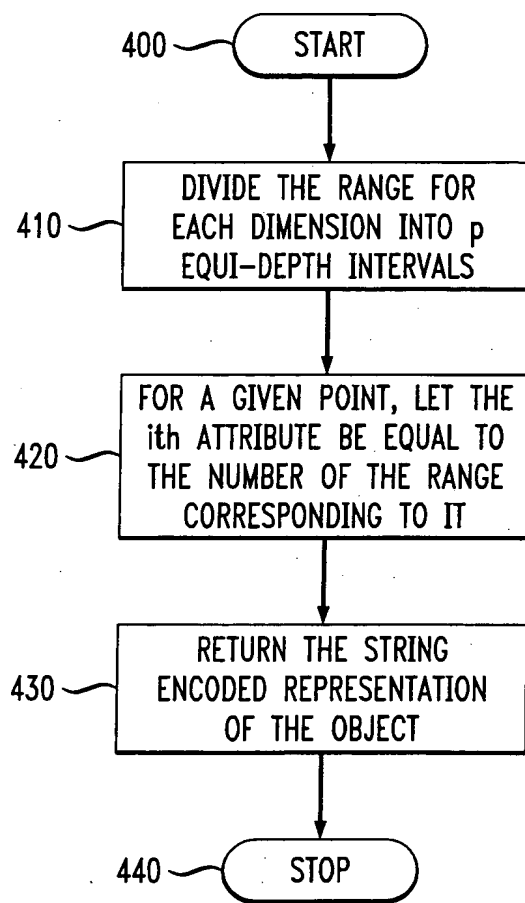 400
START
410
DIVIDE THE RANGE FOR
EACH DIMENSION INTO p
EQUI-DEPTH INTERVALS
420
FOR A GIVEN POINT, LET THE
ith ATTRIBUTE BE EQUAL TO
THE NUMBER OF THE RANGE
CORRESPONDING TO IT
430
RETURN THE STRING
ENCODED REPRESENTATION
OF THE OBJECT
440
STOP